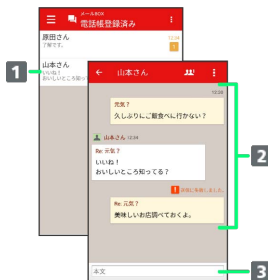 メールBOX
電話帳登録済み
原田さん
12:38
了解です。
1
山本さん
いいね！
おいしいところ知って
山本さん
12:26
元気？
久しぶりにご飯食べに行かない？
山本さん 12:34
Re: 元気？
いいね！
おいしいところ知ってる？
2
送信に失敗しました。
Re: 元気？
美味しいお店調べておくよ。
本文
3